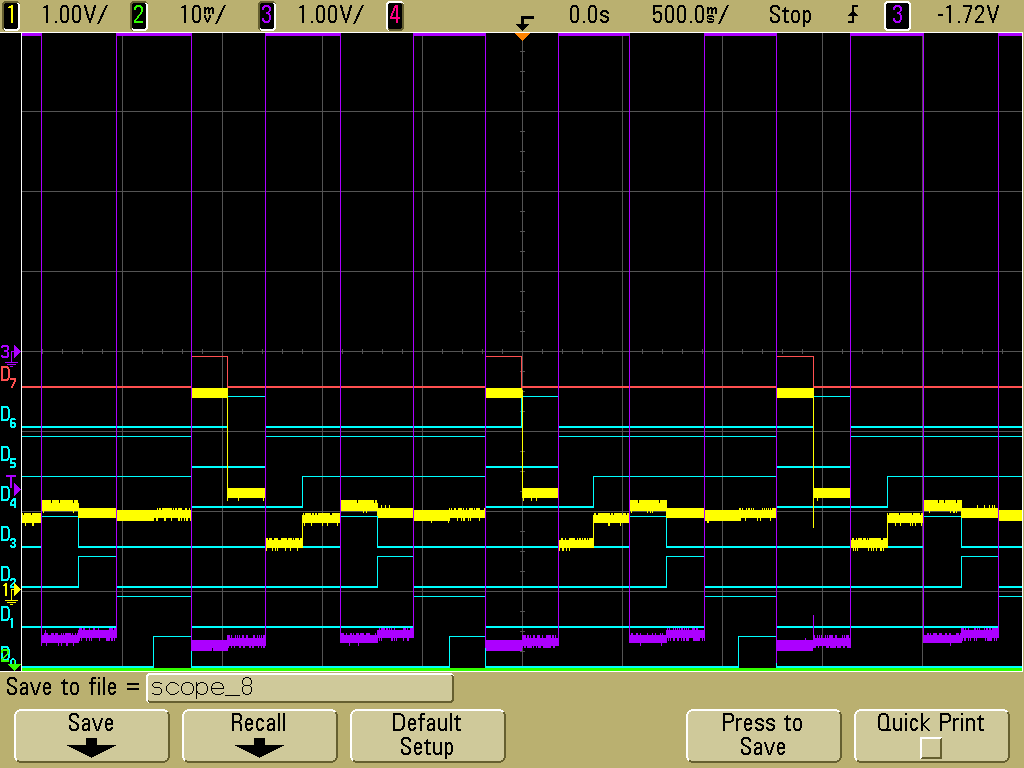 1 1.00V/ 2 10mV/ 3 1.00V/ 4 0.0s 500.0ms/ Stop 3 -1.72V
3
D7
D6
D5
T
D4
D3
D2
1
D1
D0
2
Save to file = scope_8
Save Recall Default Setup Press to Save Quick Print